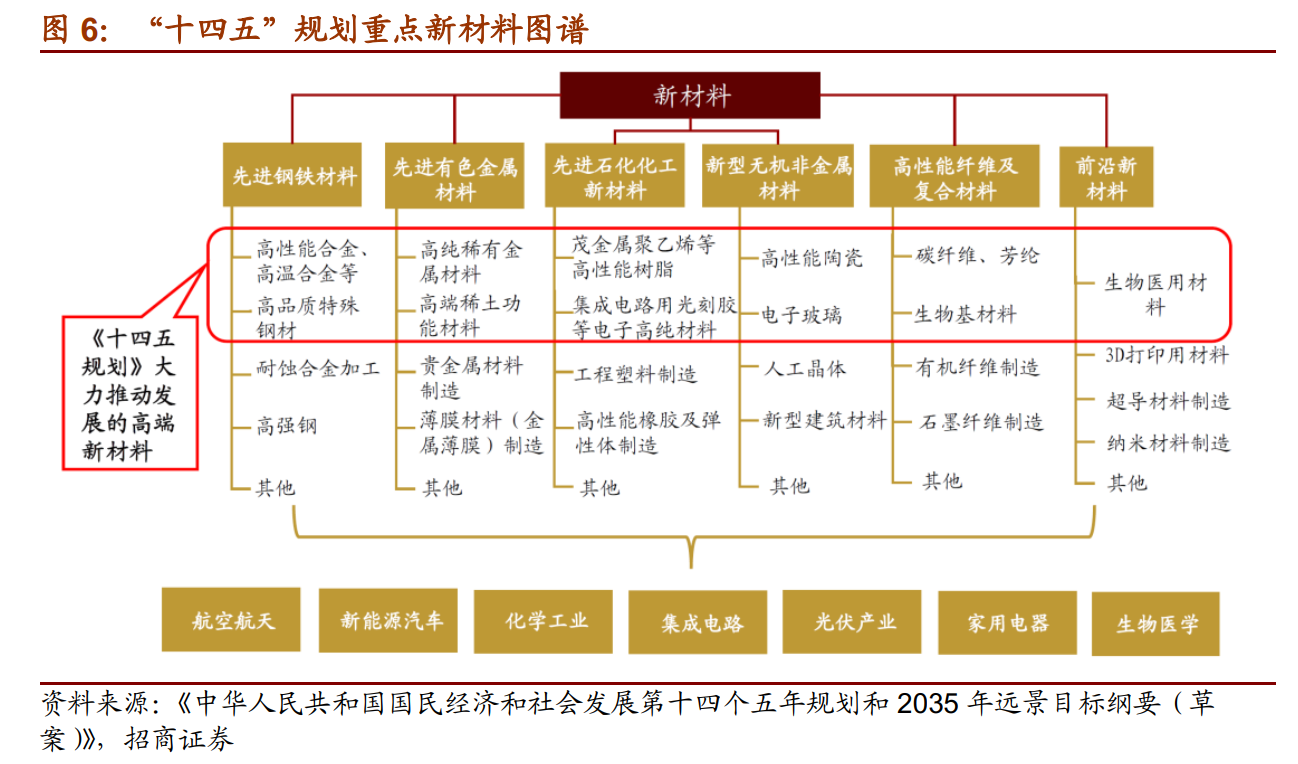 图 6: “十四五”规划重点新材料图谱
新材料
先进钢铁材料
先进有色金属
材料
先进石化化工
新材料
新型无机非金属
材料
高性能纤维及
复合材料
前沿新
材料
高性能合金、
高温合金等
高品质特殊
钢材
耐蚀合金加工
高强钢
其他
高纯稀有金
属材料
高端稀土功
能材料
贵金属材料
制造
薄膜材料（金
属薄膜）制造
其他
茂金属聚乙烯等
高性能树脂
集成电路用光刻胶
等电子高纯材料
工程塑料制造
高性能橡胶及弹
性体制造
其他
高性能陶瓷
电子玻璃
人工晶体
新型建筑材料
其他
碳纤维、芳纶
生物基材料
有机纤维制造
石墨纤维制造
其他
生物医用材
料
3D打印用材料
超导材料制造
纳米材料制造
其他
《十四五
规划》大
力推动发
展的高端
新材料
航空航天
新能源汽车
化学工业
集成电路
光伏产业
家用电器
生物医学
资料来源：《中华人民共和国国民经济和社会发展第十四个五年规划和 2035 年远景目标纲要（草
案）》，招商证券